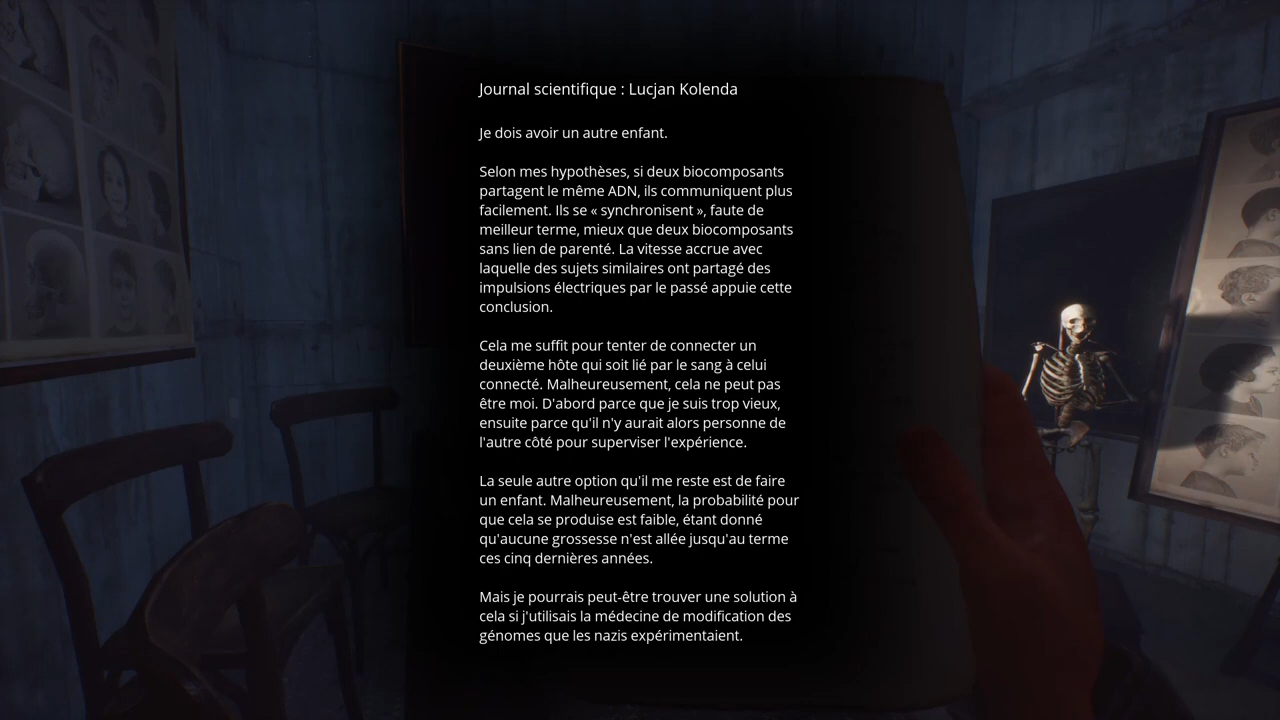 Journal scientifique : Lucjan Kolenda
Je dois avoir un autre enfant.
Selon mes hypothèses, si deux biocomposants
partagent le même ADN, ils communiquent plus
facilement. Ils se « synchronisent », faute de
meilleur terme, mieux que deux biocomposants
sans lien de parenté. La vitesse accrue avec
laquelle des sujets similaires ont partagé des
impulsions électriques par le passé appuie cette
conclusion.
Cela me suffit pour tenter de connecter un
deuxième hôte qui soit lié par le sang à celui
connecté. Malheureusement, cela ne peut pas
être moi. D'abord parce que je suis trop vieux,
ensuite parce qu'il n'y aurait alors personne de
l'autre côté pour superviser l'expérience.
La seule autre option qu'il me reste est de faire
un enfant. Malheureusement, la probabilité pour
que cela se produise est faible, étant donné
qu'aucune grossesse n'est allée jusqu'au terme
ces cinq dernières années.
Mais je pourrais peut-être trouver une solution à
cela si j'utilisais la médecine de modification des
génomes que les nazis expérimentaient.